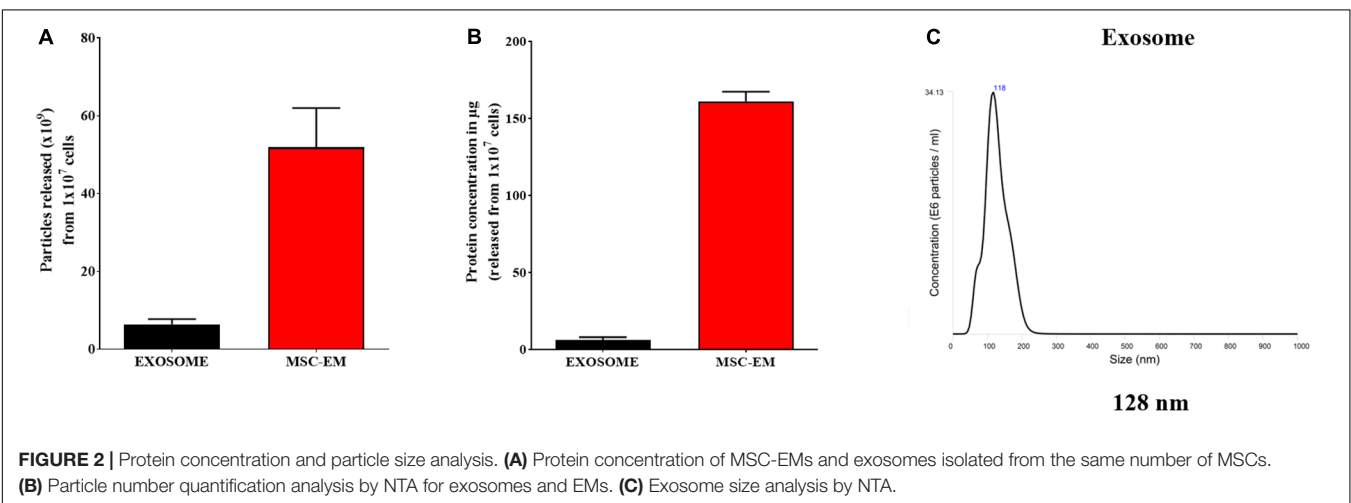 A
80
60
40
20
0
Particles released (x10⁹)
from 1x10⁷ cells
EXOSOME
MSC-EM
B
200
150
100
50
0
Protein concentration in µg
(released from 1x10⁷ cells)
EXOSOME
MSC-EM
C
Exosome
34.13
118
Concentration (E6 particles / ml)
0 100 200 300 400 500 600 700 800 900 1000
Size (nm)
128 nm
FIGURE 2 | Protein concentration and particle size analysis. (A) Protein concentration of MSC-EMs and exosomes isolated from the same number of MSCs.
(B) Particle number quantification analysis by NTA for exosomes and EMs. (C) Exosome size analysis by NTA.